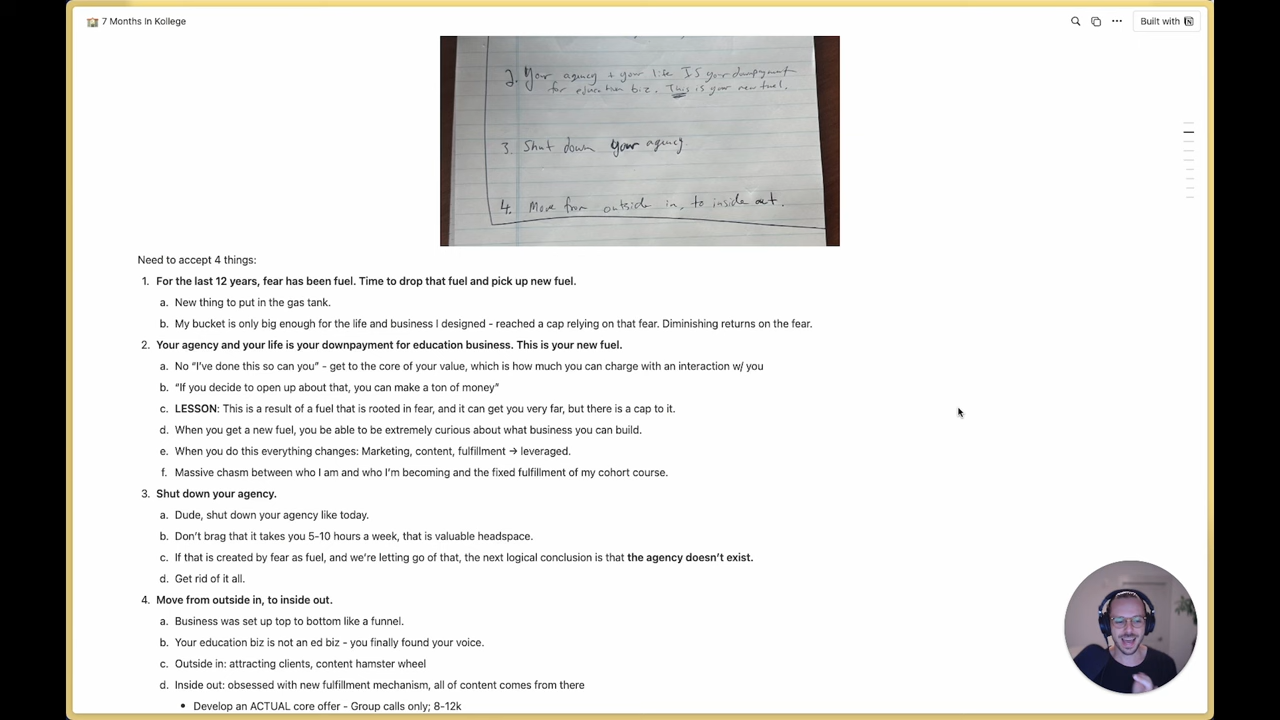 7 Months In Kollege
Built with
2. Your agency + your life IS your downpayment
for education biz. This is your new fuel.
3. Shut down your agency
4. Move from outside in, to inside out.
Need to accept 4 things:
1. For the last 12 years, fear has been fuel. Time to drop that fuel and pick up new fuel.
a. New thing to put in the gas tank.
b. My bucket is only big enough for the life and business I designed - reached a cap relying on that fear. Diminishing returns on the fear.
2. Your agency and your life is your downpayment for education business. This is your new fuel.
a. No “I’ve done this so can you” - get to the core of your value, which is how much you can charge with an interaction w/ you
b. “If you decide to open up about that, you can make a ton of money”
c. LESSON: This is a result of a fuel that is rooted in fear, and it can get you very far, but there is a cap to it.
d. When you get a new fuel, you be able to be extremely curious about what business you can build.
e. When you do this everything changes: Marketing, content, fulfillment → leveraged.
f. Massive chasm between who I am and who I’m becoming and the fixed fulfillment of my cohort course.
3. Shut down your agency.
a. Dude, shut down your agency like today.
b. Don’t brag that it takes you 5-10 hours a week, that is valuable headspace.
c. If that is created by fear as fuel, and we’re letting go of that, the next logical conclusion is that the agency doesn’t exist.
d. Get rid of it all.
4. Move from outside in, to inside out.
a. Business was set up top to bottom like a funnel.
b. Your education biz is not an ed biz - you finally found your voice.
c. Outside in: attracting clients, content hamster wheel
d. Inside out: obsessed with new fulfillment mechanism, all of content comes from there
• Develop an ACTUAL core offer - Group calls only; 8-12k